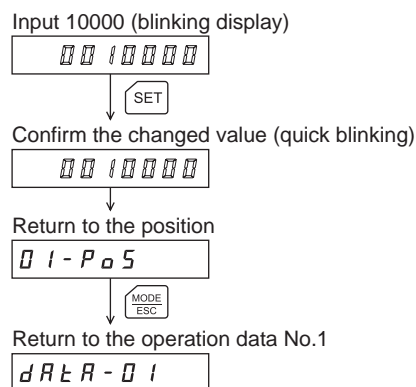 Input 10000 (blinking display)
0010000
SET
Confirm the changed value (quick blinking)
0010000
Return to the position
01-PoS
MODE
ESC
Return to the operation data No.1
dAtA-01